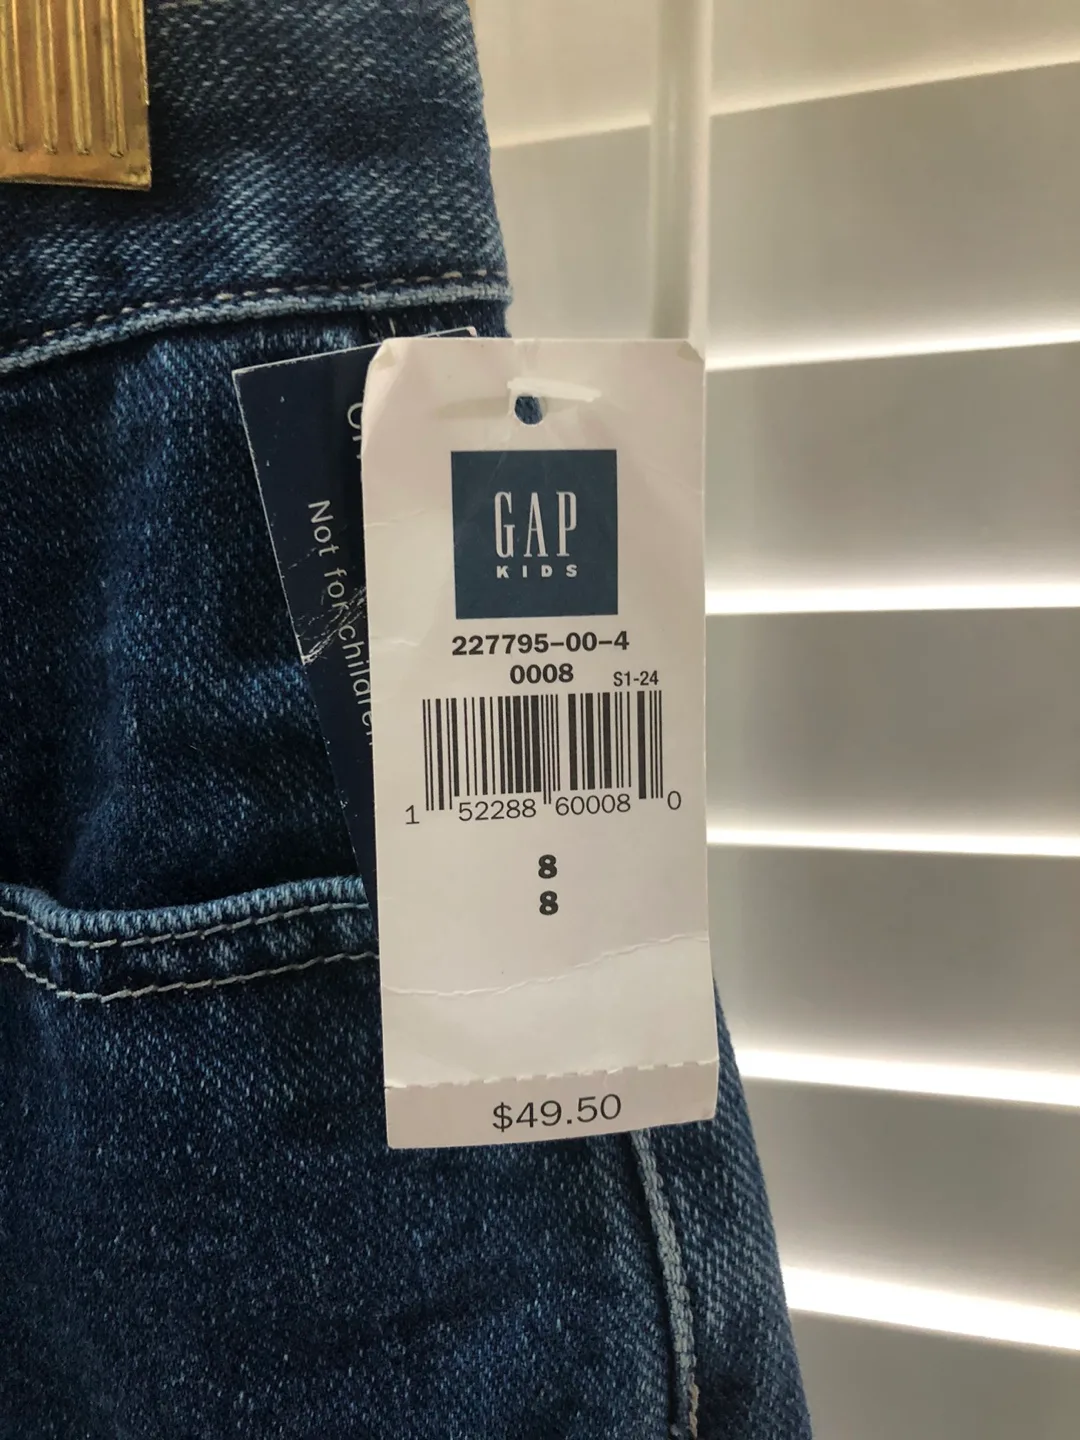 Not for children
GAP
KIDS
227795-00-4
0008 S1-24
1 52288 60008 0
8
8
$49.50